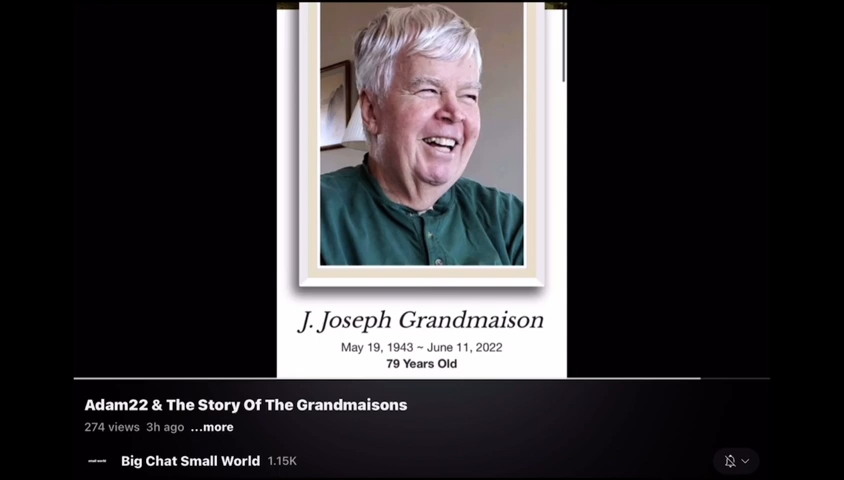 J. Joseph Grandmaison
May 19, 1943 ~ June 11, 2022
79 Years Old
Adam22 & The Story Of The Grandmaisons
274 views 3h ago ...more
Big Chat Small World 1.15K